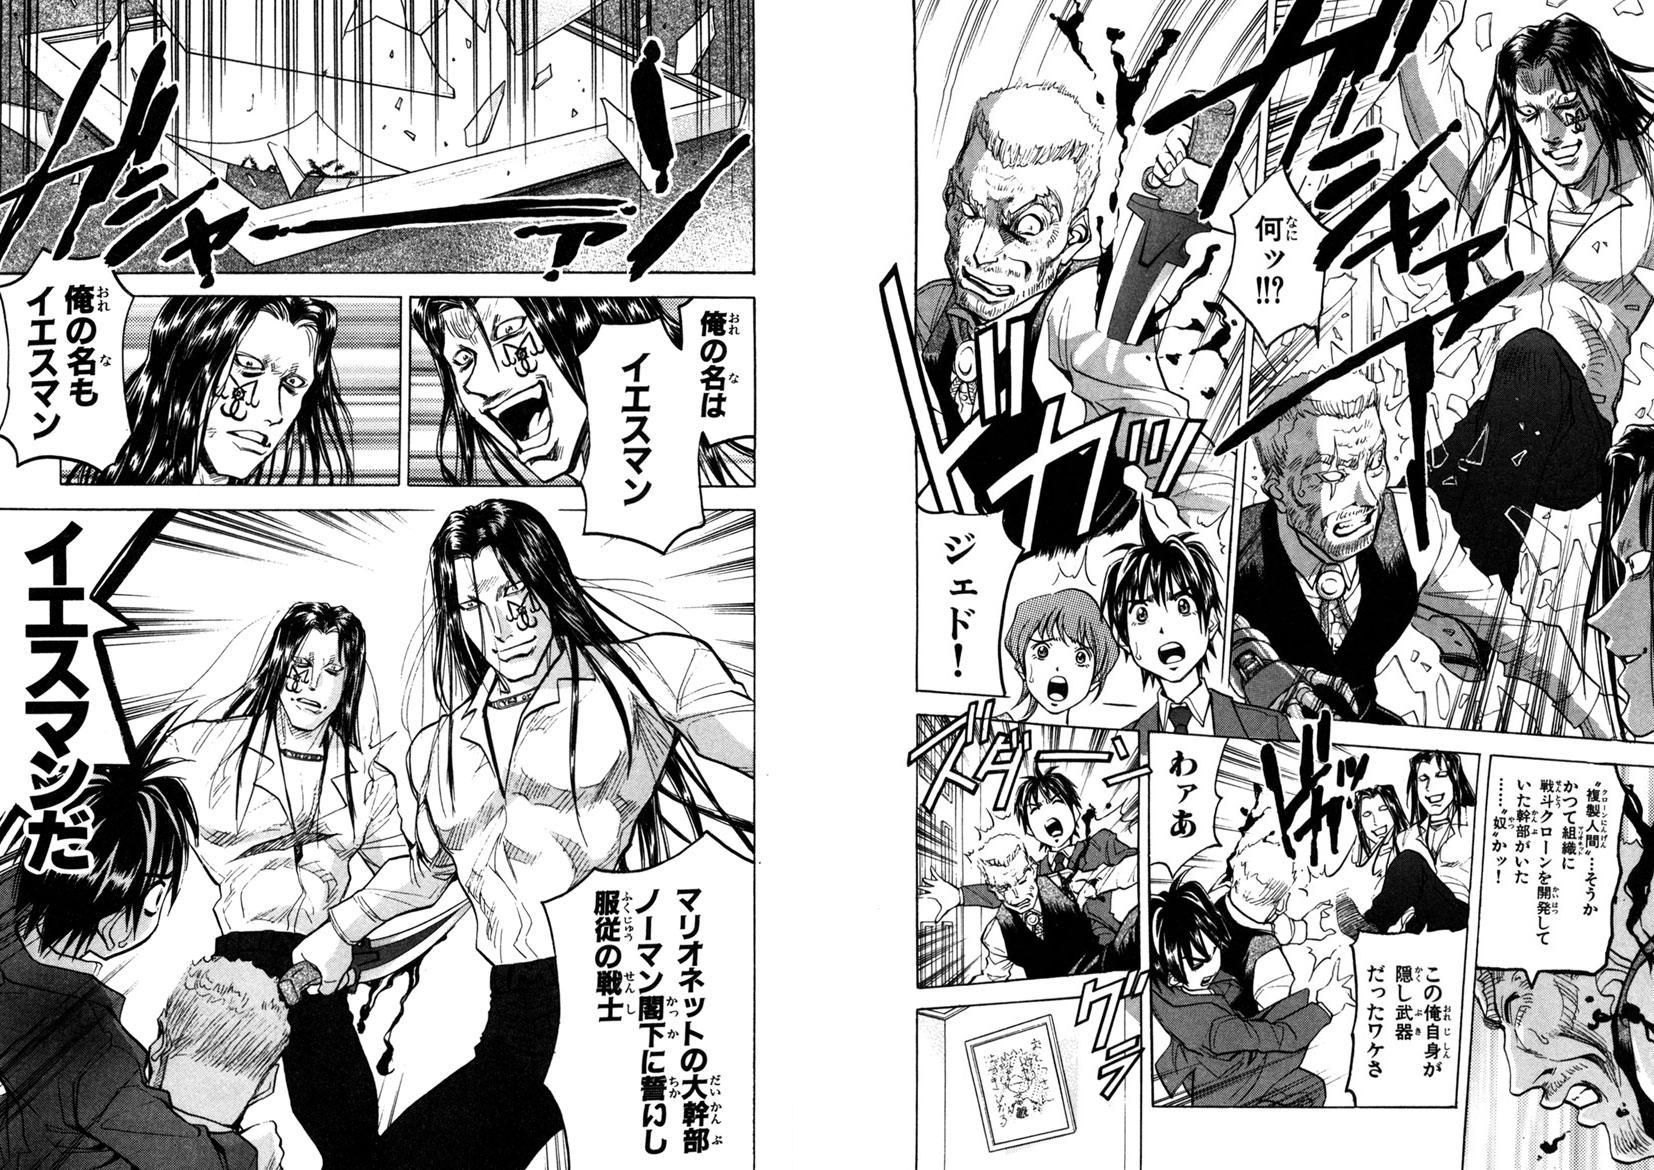 ガシャアッ
何ッ!!?
ドドメッ
ジェド!
“複製人間”…そうか
かつて組織に
戦斗クローンを開発して
いた幹部がいた
……“奴”かッ!
この俺自身が
隠し武器
だったワケさ
ドガッ
わァあ
ズダーン
グラ
ガシャーアン
俺の名は
イエスマン
俺の名も
イエスマン
イエスマンだ
マリオネットの大幹部
ノーマン閣下に誓いし
服従の戦士